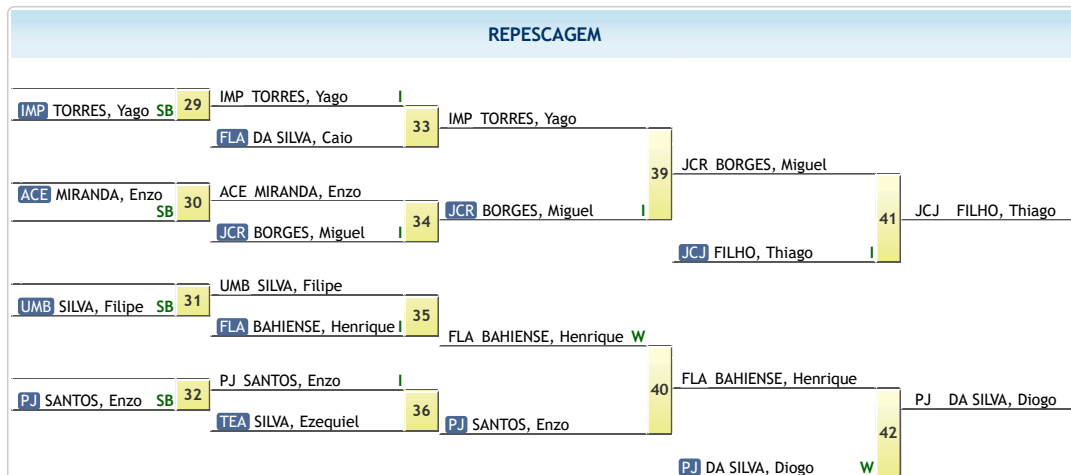 REPESCAGEM
IMP TORRES, Yago SB
29
IMP TORRES, Yago I
FLA DA SILVA, Caio
33
IMP TORRES, Yago
ACE MIRANDA, Enzo
SB
30
ACE MIRANDA, Enzo
JCR BORGES, Miguel I
34
JCR BORGES, Miguel I
39
JCR BORGES, Miguel
JCJ FILHO, Thiago I
41
JCJ FILHO, Thiago
UMB SILVA, Filipe SB
31
UMB SILVA, Filipe
FLA BAHIENSE, Henrique I
35
FLA BAHIENSE, Henrique W
PJ SANTOS, Enzo SB
32
PJ SANTOS, Enzo I
TEA SILVA, Ezequiel
36
PJ SANTOS, Enzo
40
FLA BAHIENSE, Henrique
PJ DA SILVA, Diogo W
42
PJ DA SILVA, Diogo